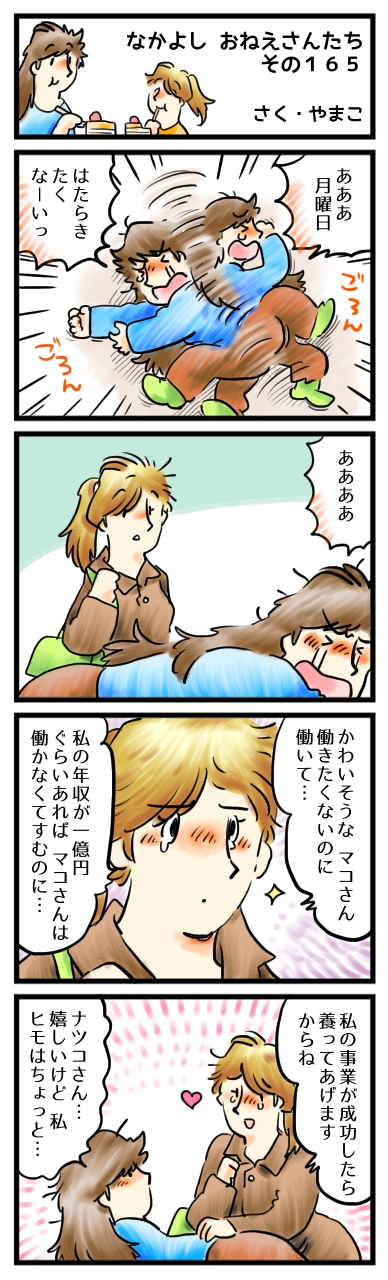 なかよし おねえさんたち
その１６５
さく・やまこ
あああ
月曜日
はたらき
たく
なーいっ
ごろん
ごろん
ああああ
かわいそうな マコさん
働きたくないのに
働いて…
私の年収が一億円
ぐらいあれば マコさんは
働かなくてすむのに…
私の事業が成功したら
養ってあげます
からね
ナツコさん…
嬉しいけど 私
ヒモはちょっと…